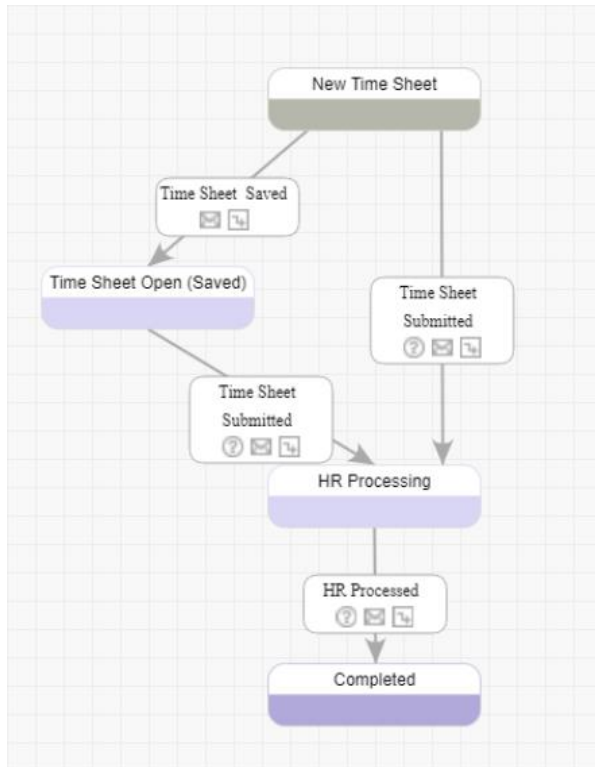 New Time Sheet
Time Sheet Saved
Time Sheet Open (Saved)
Time Sheet
Submitted
Time Sheet
Submitted
HR Processing
HR Processed
Completed